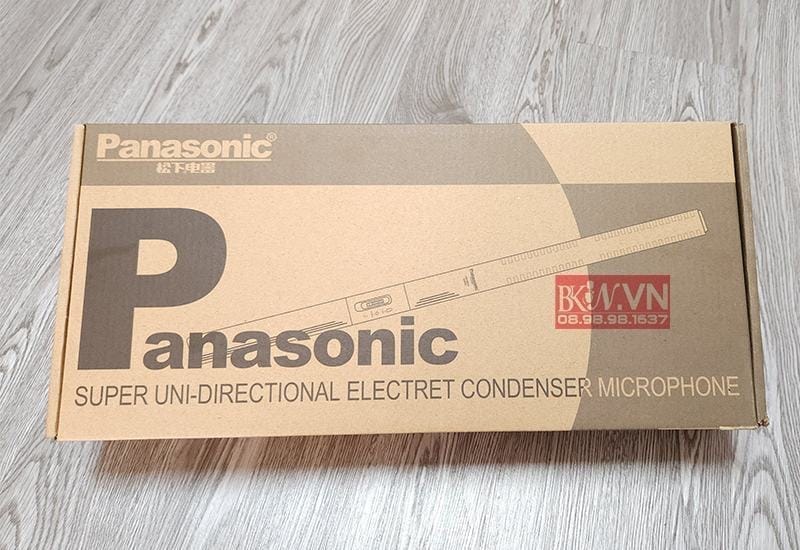 Panasonic®
松下电器
Panasonic
SUPER UNI-DIRECTIONAL ELECTRET CONDENSER MICROPHONE
BKW.VN
08.98.98.1637